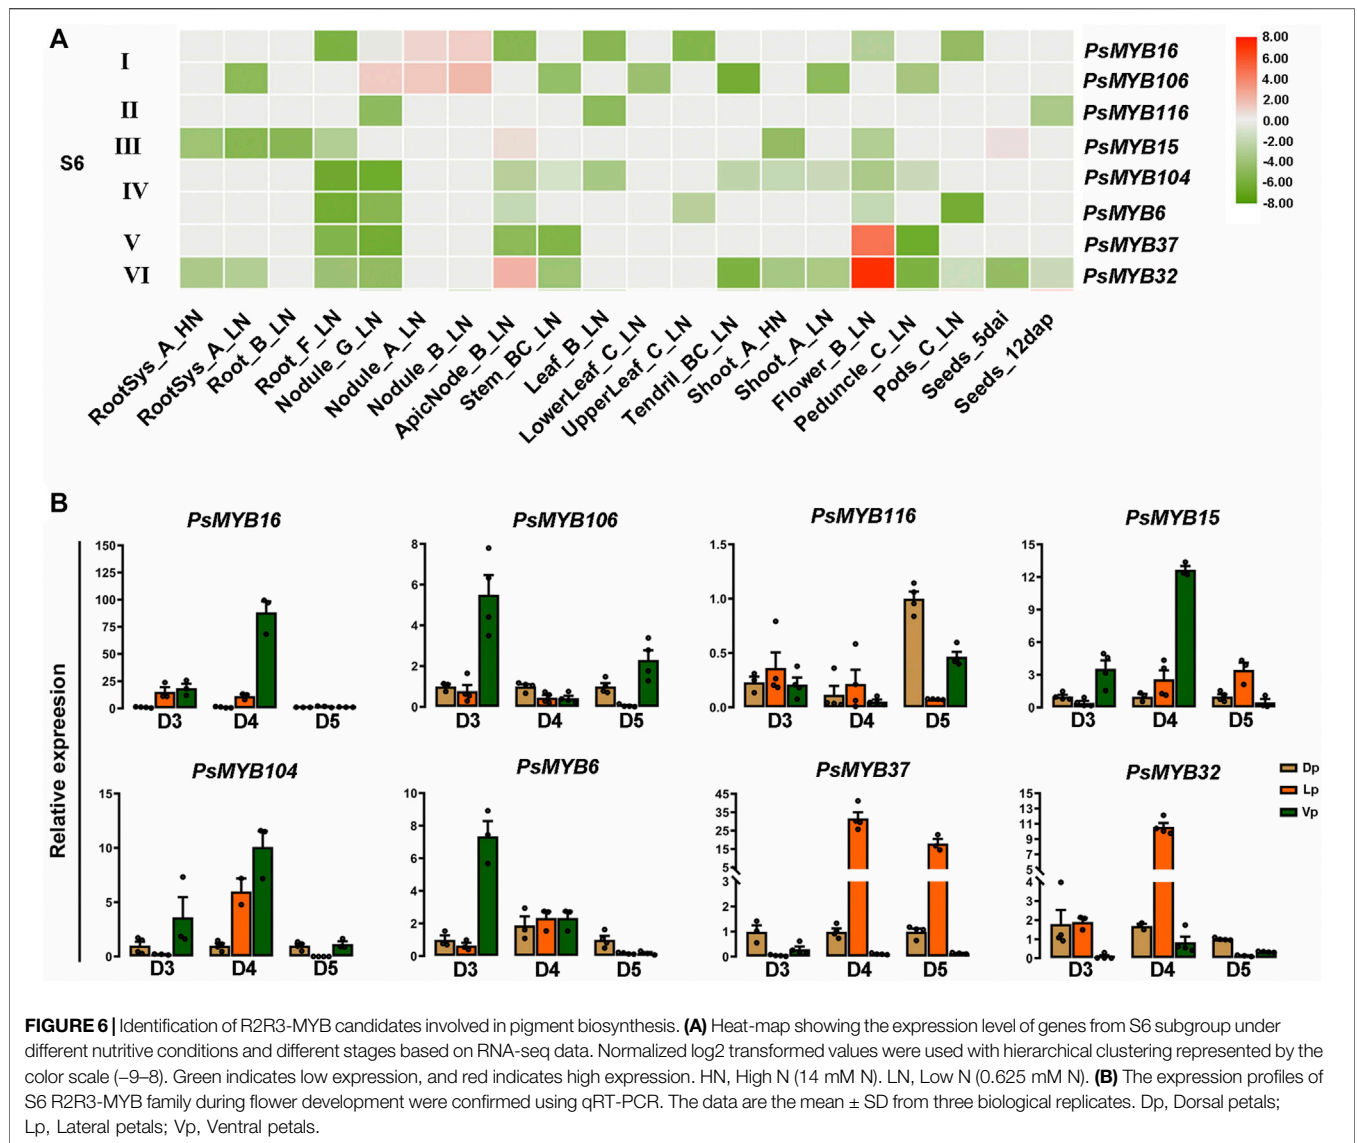 A
I
II
III
S6
IV
V
VI
PsMYB16
PsMYB106
PsMYB116
PsMYB15
PsMYB104
PsMYB6
PsMYB37
PsMYB32
8.00
6.00
4.00
2.00
0.00
-2.00
-4.00
-6.00
-8.00
RootSys_A_HN
RootSys_A_LN
Root_B_LN
Root_F_LN
Nodule_G_LN
Nodule_A_LN
Nodule_B_LN
ApicNode_B_LN
Stem_BC_LN
Leaf_B_LN
LowerLeaf_C_LN
UpperLeaf_C_LN
Tendril_BC_LN
Shoot_A_HN
Shoot_A_LN
Flower_B_LN
Peduncle_C_LN
Pods_C_LN
Seeds_5dai
Seeds_12dap
B
Relative expreesion
PsMYB16
150
125
100
75
50
25
0
D3 D4 D5
PsMYB106
8
6
4
2
0
D3 D4 D5
PsMYB116
1.5
1.0
0.5
0.0
D3 D4 D5
PsMYB15
15
12
9
6
3
0
D3 D4 D5
PsMYB104
15
10
5
0
D3 D4 D5
PsMYB6
10
8
6
4
2
0
D3 D4 D5
PsMYB37
45
35
25
15
5
3
2
1
0
D3 D4 D5
PsMYB32
15
13
11
9
7
5
4
3
2
1
0
D3 D4 D5
Dp
Lp
Vp
FIGURE 6 | Identification of R2R3-MYB candidates involved in pigment biosynthesis. (A) Heat-map showing the expression level of genes from S6 subgroup under
different nutritive conditions and different stages based on RNA-seq data. Normalized log2 transformed values were used with hierarchical clustering represented by the
color scale (−9–8). Green indicates low expression, and red indicates high expression. HN, High N (14 mM N). LN, Low N (0.625 mM N). (B) The expression profiles of
S6 R2R3-MYB family during flower development were confirmed using qRT-PCR. The data are the mean ± SD from three biological replicates. Dp, Dorsal petals;
Lp, Lateral petals; Vp, Ventral petals.